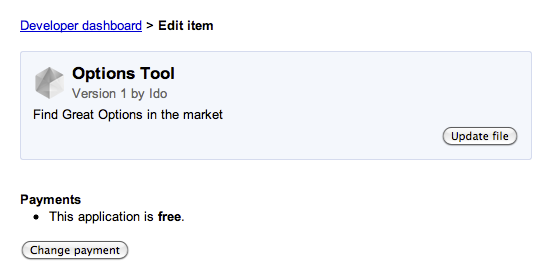 Developer dashboard > Edit item
Options Tool
Version 1 by Ido
Find Great Options in the market
Update file
Payments
• This application is free.
Change payment